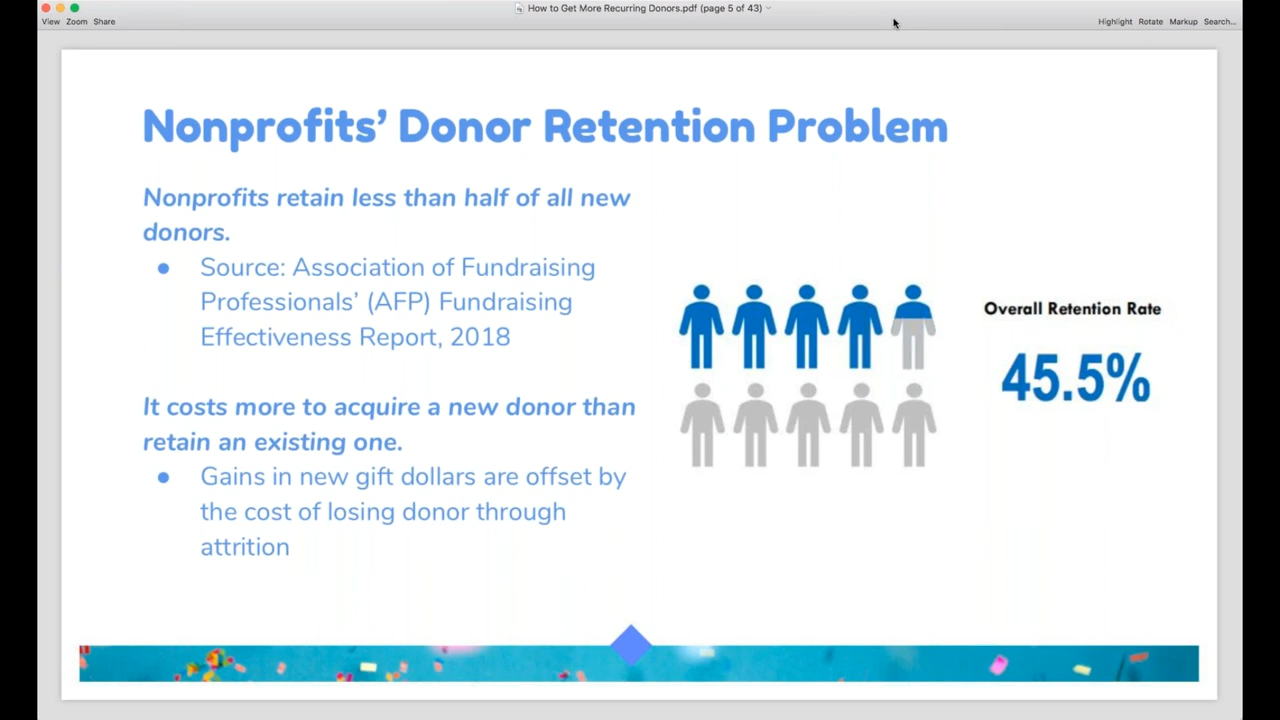 How to Get More Recurring Donors.pdf (page 5 of 43)
View Zoom Share
Highlight Rotate Markup Search...
Nonprofits’ Donor Retention Problem
Nonprofits retain less than half of all new
donors.
● Source: Association of Fundraising
Professionals’ (AFP) Fundraising
Effectiveness Report, 2018
It costs more to acquire a new donor than
retain an existing one.
● Gains in new gift dollars are offset by
the cost of losing donor through
attrition
Overall Retention Rate
45.5%